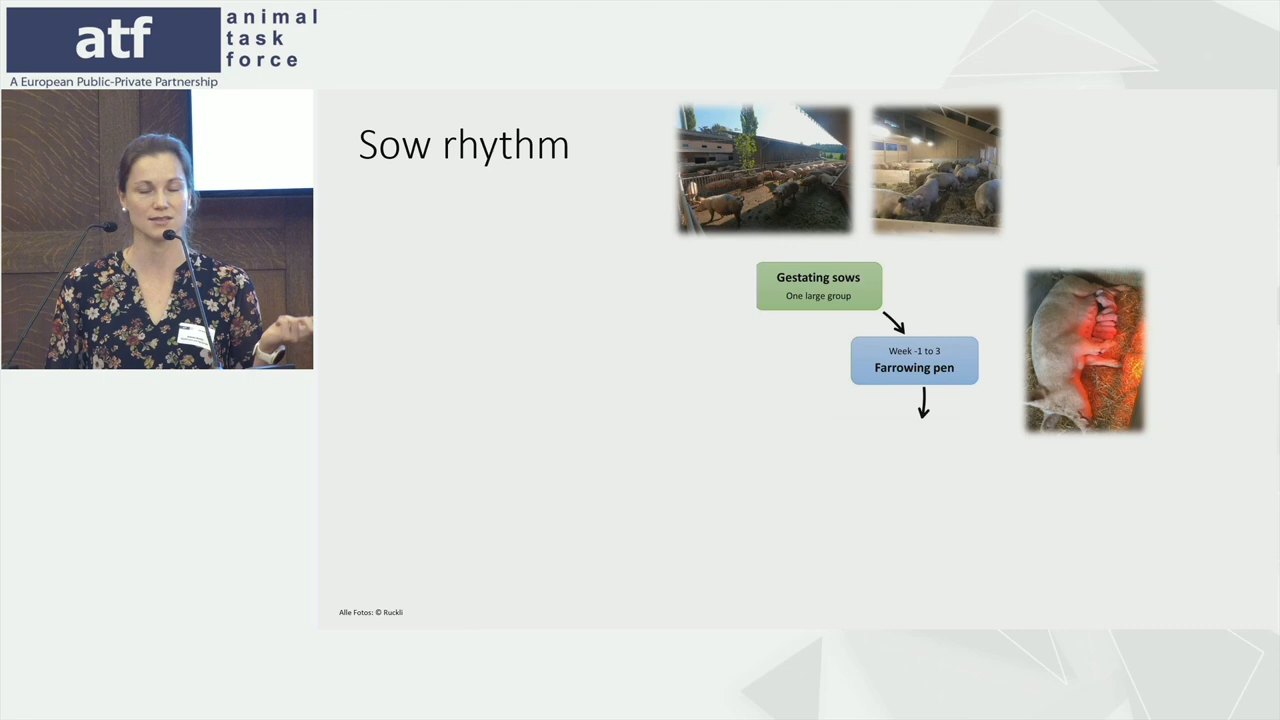 atf
animal
task
force
A European Public-Private Partnership
Sow rhythm
Gestating sows
One large group
Week -1 to 3
Farrowing pen
Alle Fotos: © Ruckli